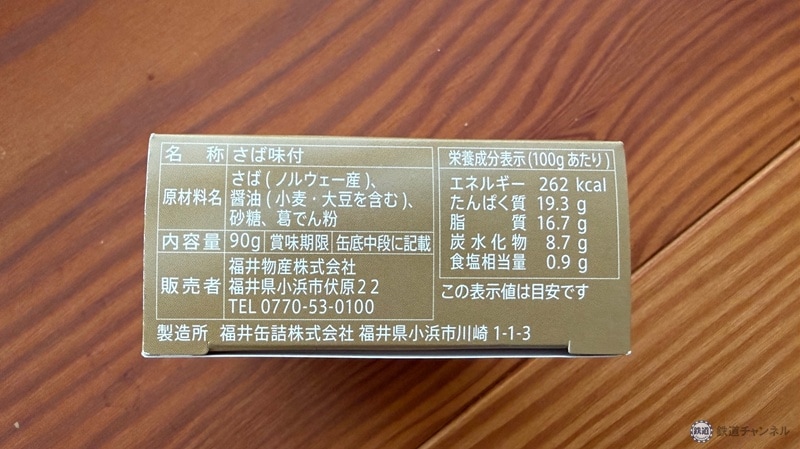 名 称 さば味付
原材料名 さば(ノルウェー産)、
醤油(小麦・大豆を含む)、
砂糖、葛でん粉
内容量 90g 賞味期限 缶底中段に記載
販売者 福井物産株式会社
福井県小浜市伏原22
TEL 0770-53-0100
製造所 福井缶詰株式会社 福井県小浜市川崎1-1-3
栄養成分表示(100gあたり)
エネルギー 262 kcal
たんぱく質 19.3 g
脂質 16.7 g
炭水化物 8.7 g
食塩相当量 0.9 g
この表示値は目安です
鉄道 鉄道チャンネル